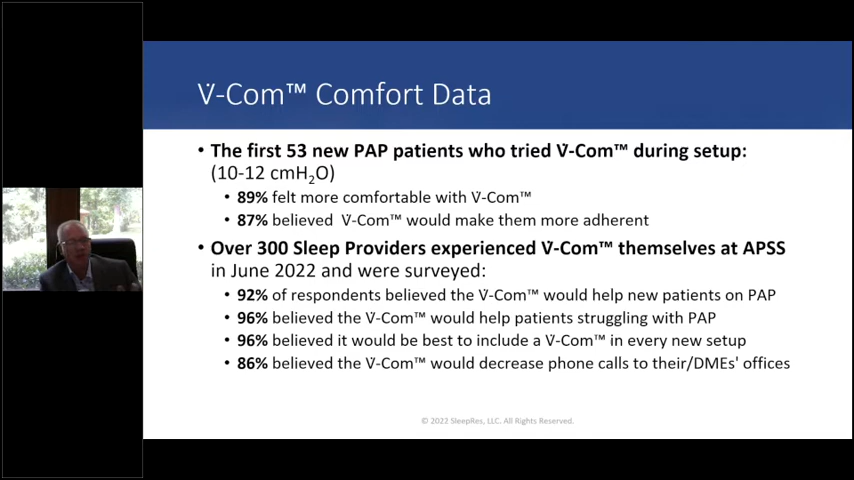 V̇-Com™ Comfort Data
• The first 53 new PAP patients who tried V̇-Com™ during setup:
(10-12 cmH₂O)
• 89% felt more comfortable with V̇-Com™
• 87% believed V̇-Com™ would make them more adherent
• Over 300 Sleep Providers experienced V̇-Com™ themselves at APSS
in June 2022 and were surveyed:
• 92% of respondents believed the V̇-Com™ would help new patients on PAP
• 96% believed the V̇-Com™ would help patients struggling with PAP
• 96% believed it would be best to include a V̇-Com™ in every new setup
• 86% believed the V̇-Com™ would decrease phone calls to their/DMEs' offices
© 2022 SleepRes, LLC. All Rights Reserved.